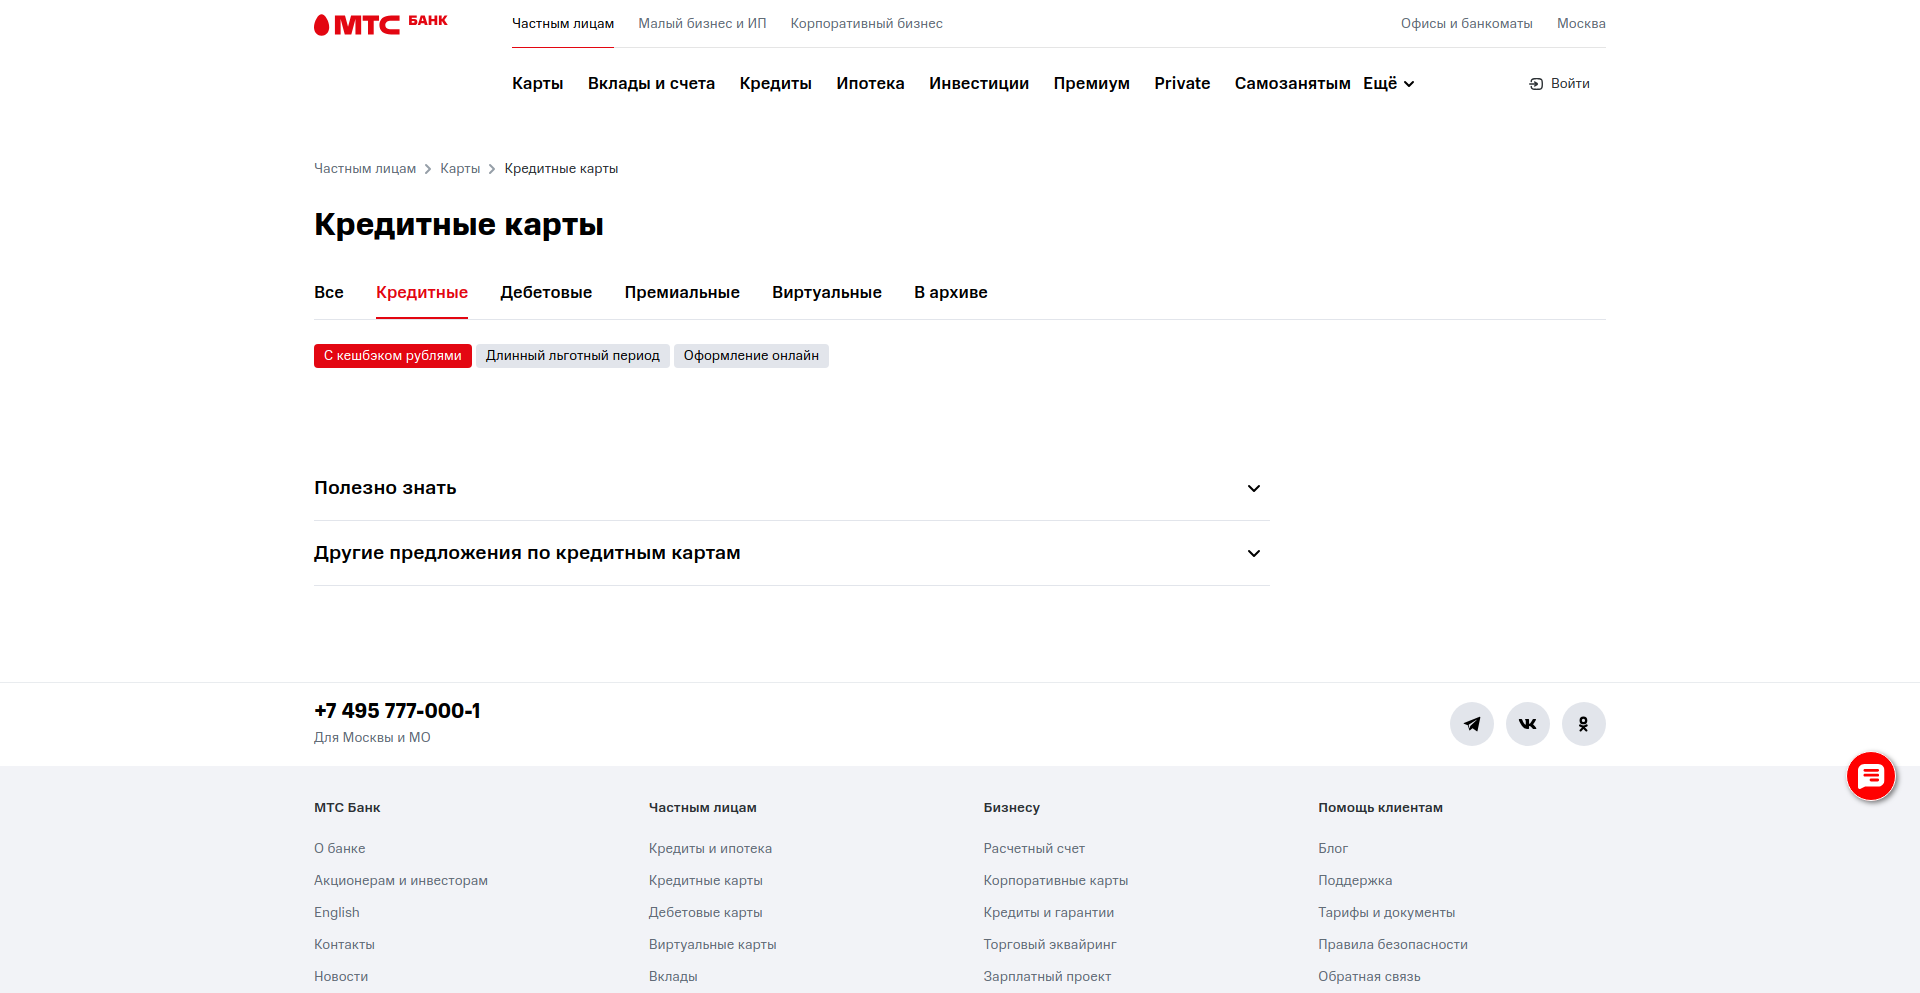 МТС БАНК
Частным лицам Малый бизнес и ИП Корпоративный бизнес Офисы и банкоматы Москва
Карты Вклады и счета Кредиты Ипотека Инвестиции Премиум Private Самозанятым Ещё Войти
Частным лицам Карты Кредитные карты
Кредитные карты
Все Кредитные Дебетовые Премиальные Виртуальные В архиве
С кешбэком рублями Длинный льготный период Оформление онлайн
Полезно знать
Другие предложения по кредитным картам
+7 495 777-000-1
Для Москвы и МО
МТС Банк Частным лицам Бизнесу Помощь клиентам
О банке Кредиты и ипотека Расчетный счет Блог
Акционерам и инвесторам Кредитные карты Корпоративные карты Поддержка
English Дебетовые карты Кредиты и гарантии Тарифы и документы
Контакты Виртуальные карты Торговый эквайринг Правила безопасности
Новости Вклады Зарплатный проект Обратная связь